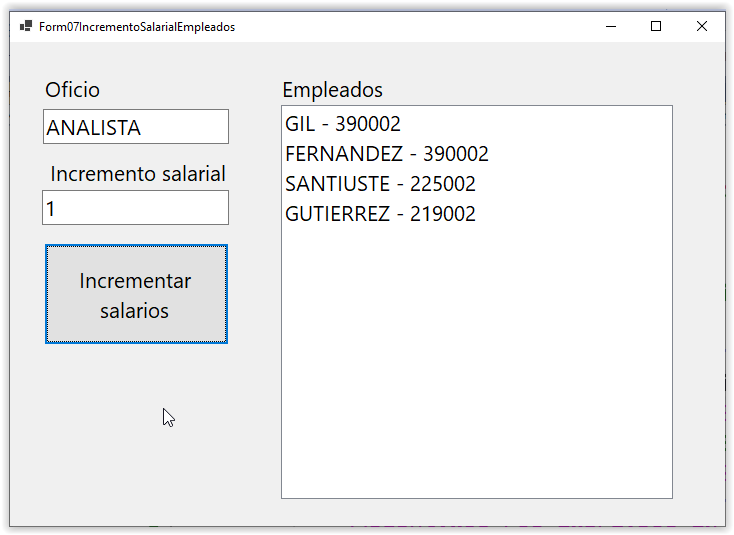 Form07IncrementoSalarialEmpleados
Oficio
ANALISTA
Incremento salarial
1
Incrementar
salarios
Empleados
GIL - 390002
FERNANDEZ - 390002
SANTIUSTE - 225002
GUTIERREZ - 219002